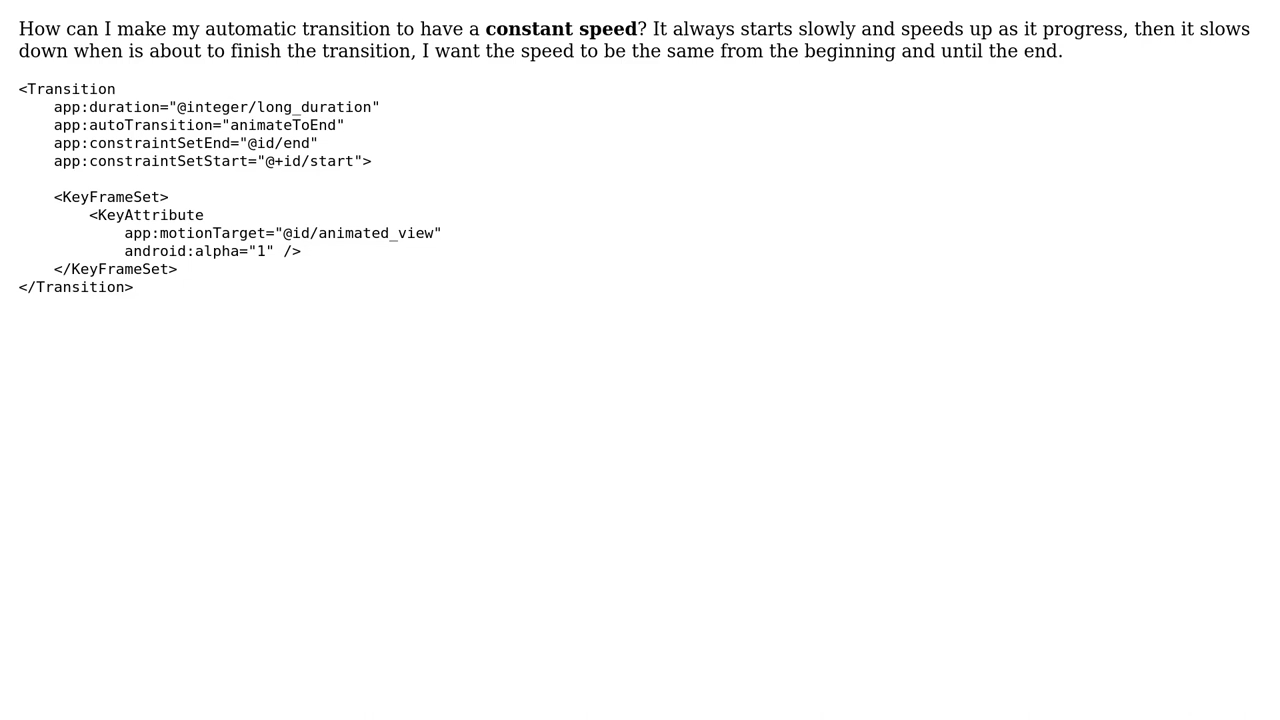 How can I make my automatic transition to have a constant speed? It always starts slowly and speeds up as it progress, then it slows
down when is about to finish the transition, I want the speed to be the same from the beginning and until the end.
<Transition
    app:duration="@integer/long_duration"
    app:autoTransition="animateToEnd"
    app:constraintSetEnd="@id/end"
    app:constraintSetStart="@+id/start">

    <KeyFrameSet>
        <KeyAttribute
            app:motionTarget="@id/animated_view"
            android:alpha="1" />
    </KeyFrameSet>
</Transition>